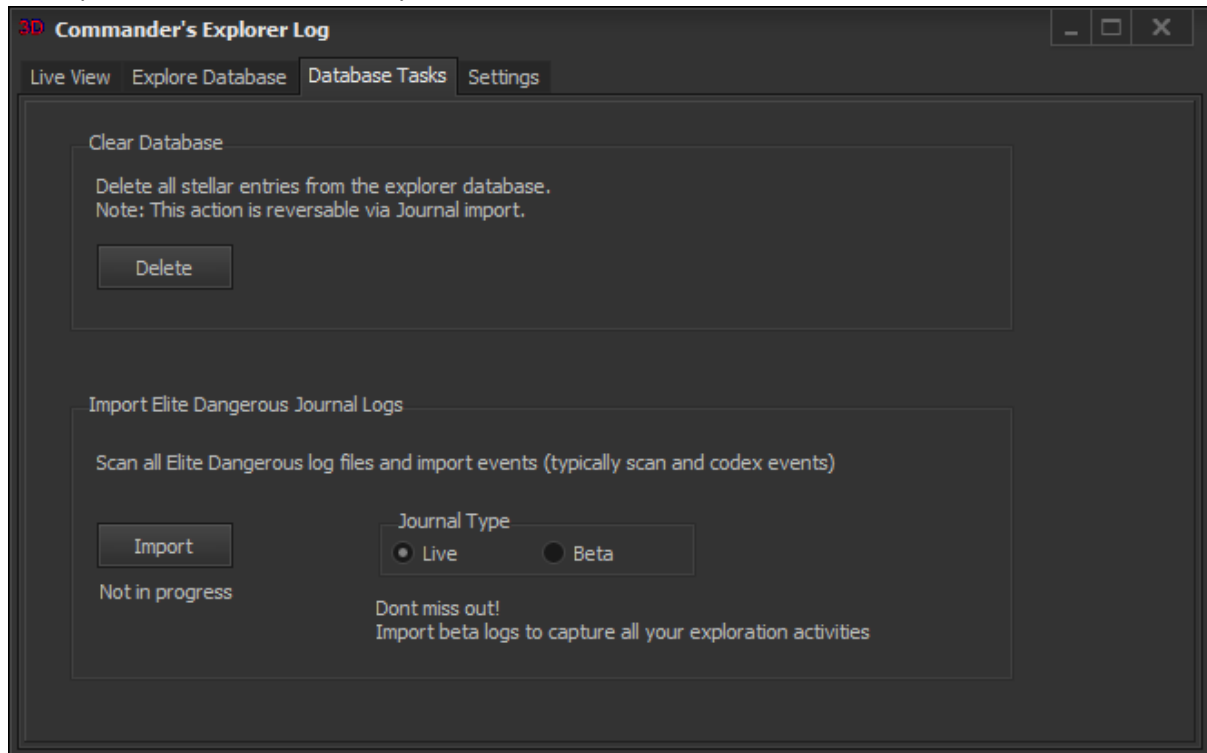 3D Commander's Explorer Log
Live View Explore Database Database Tasks Settings
Clear Database
Delete all stellar entries from the explorer database.
Note: This action is reversable via Journal import.
Delete
Import Elite Dangerous Journal Logs
Scan all Elite Dangerous log files and import events (typically scan and codex events)
Journal Type
Import
Live Beta
Not in progress
Dont miss out!
Import beta logs to capture all your exploration activities